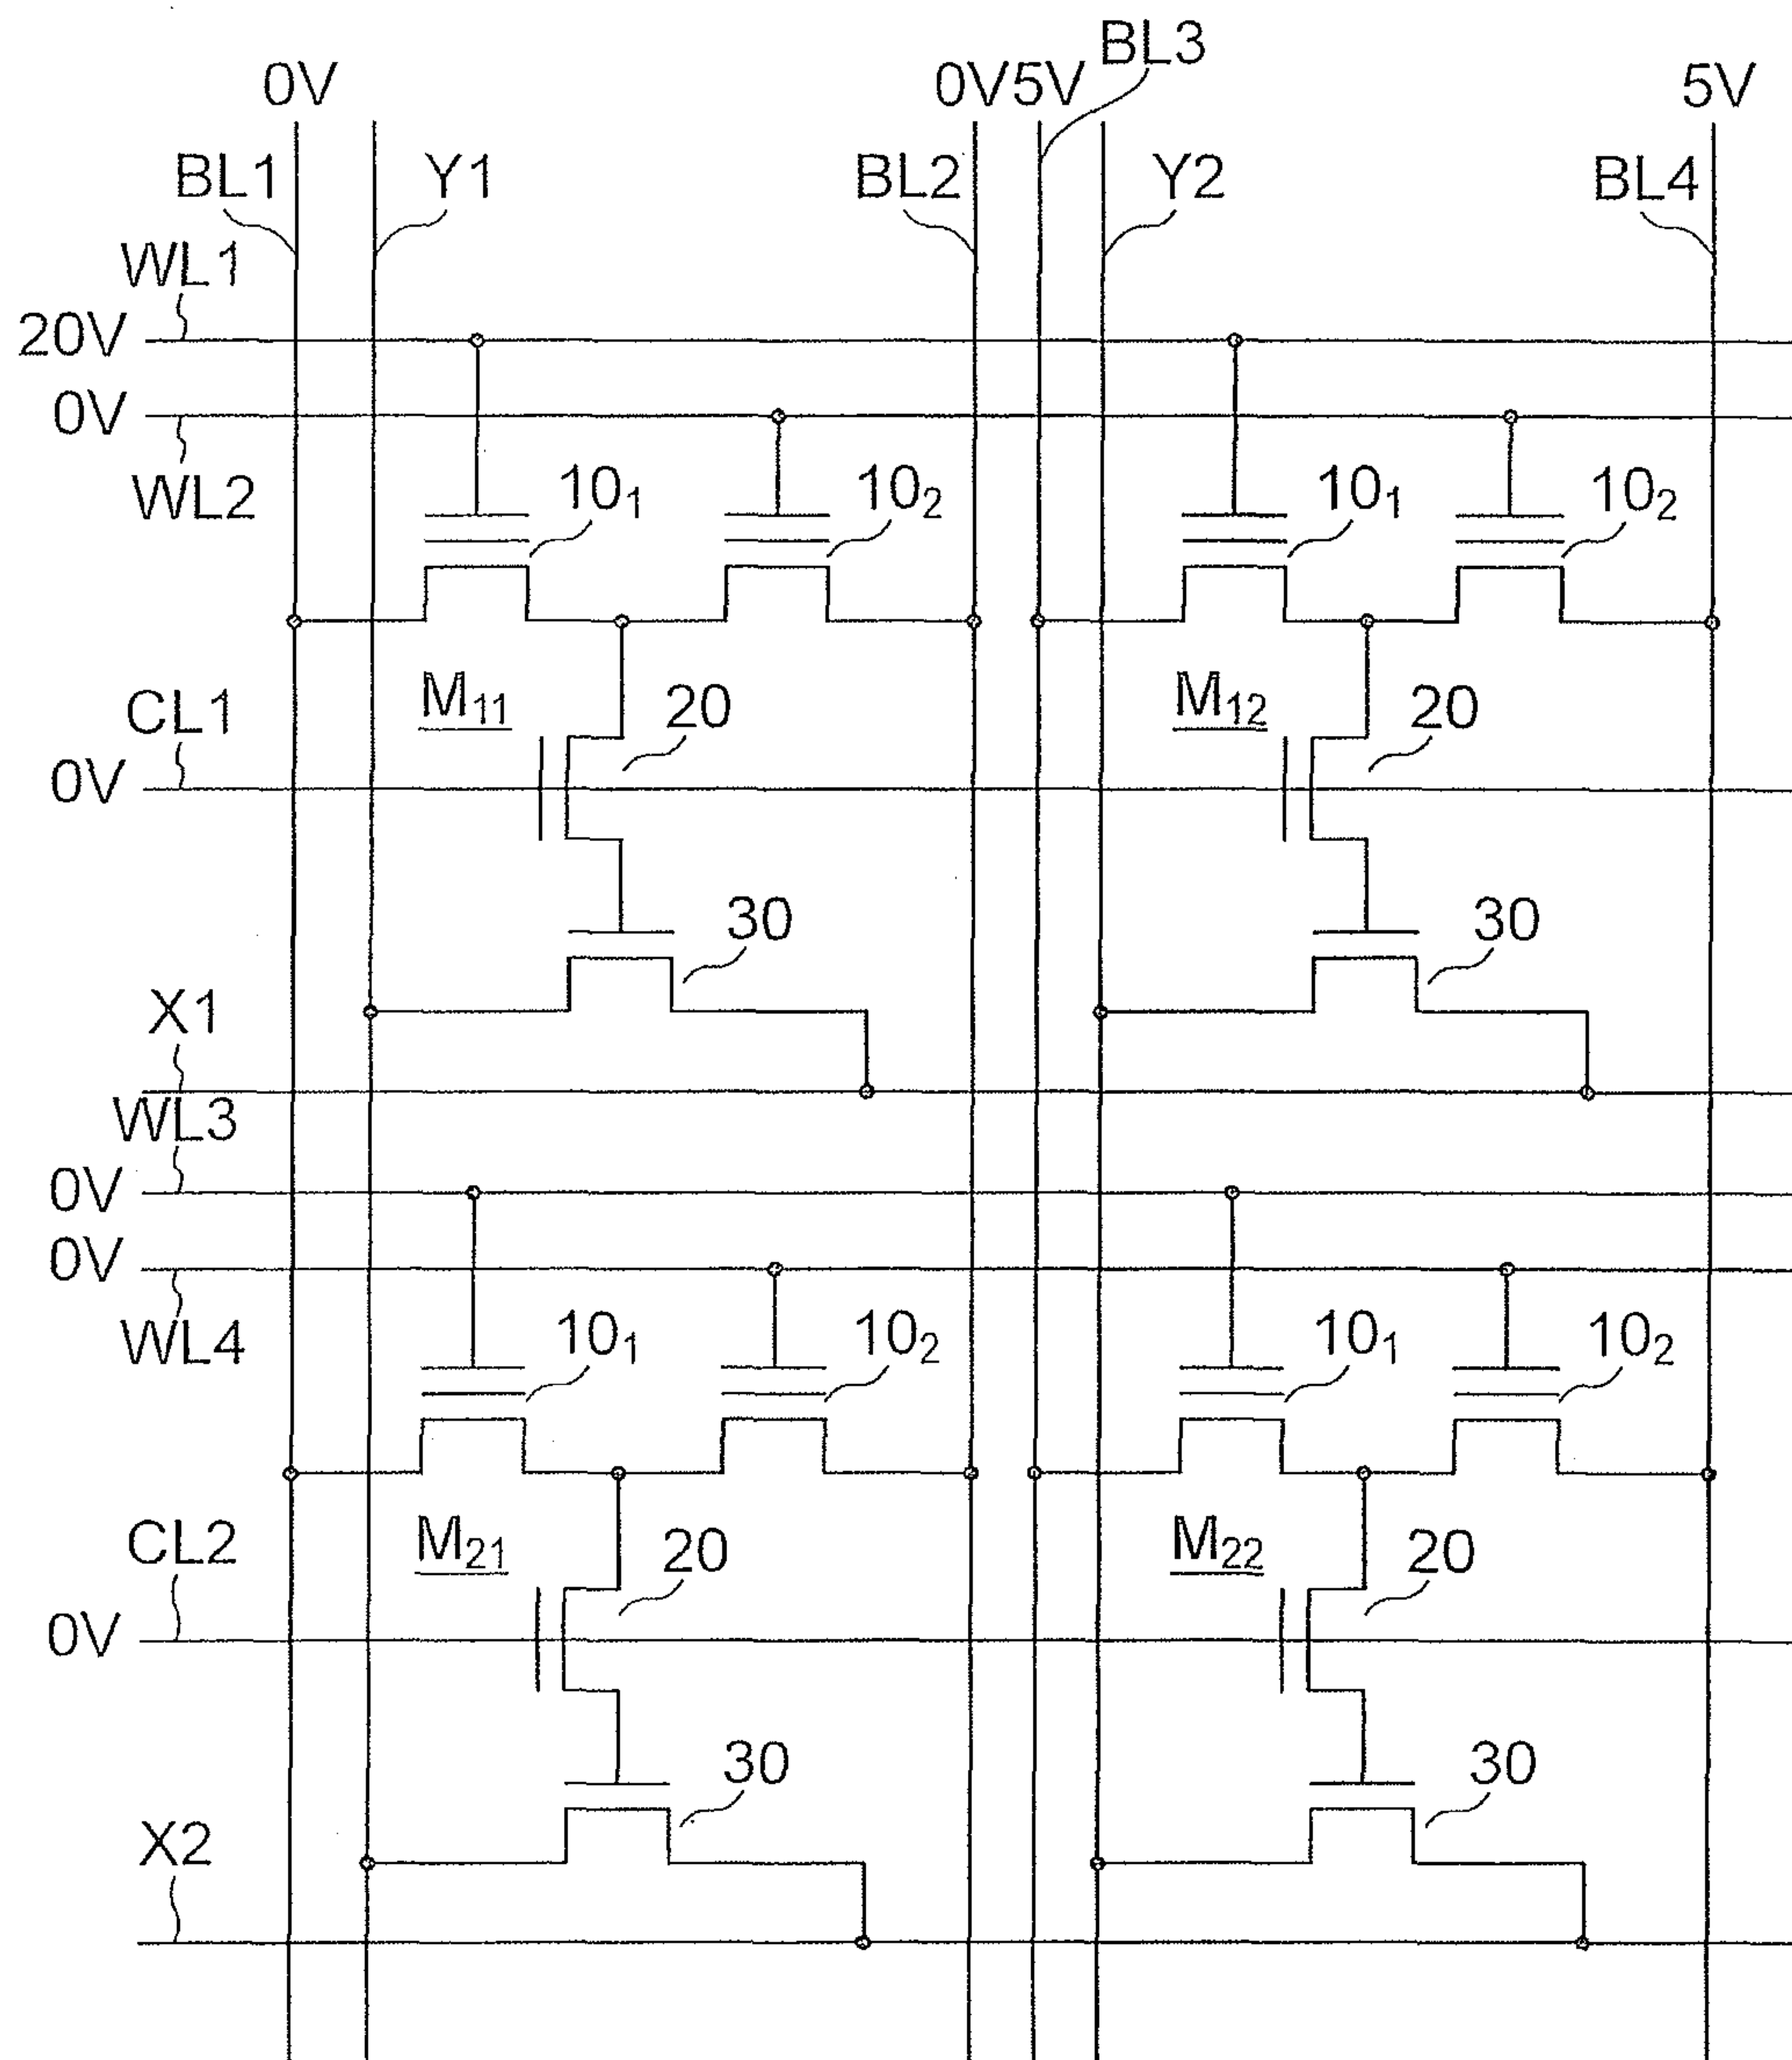 BL3
0V 0V 5V 5V
BL1 Y1 BL2 Y2 BL4
WL1
20V
0V
WL2 10₁ 10₂ 10₁ 10₂
M₁₁ 20 M₁₂ 20
CL1
0V
30 30
X1
WL3
0V
0V
WL4 10₁ 10₂ 10₁ 10₂
CL2 M₂₁ 20 M₂₂ 20
0V
30 30
X2